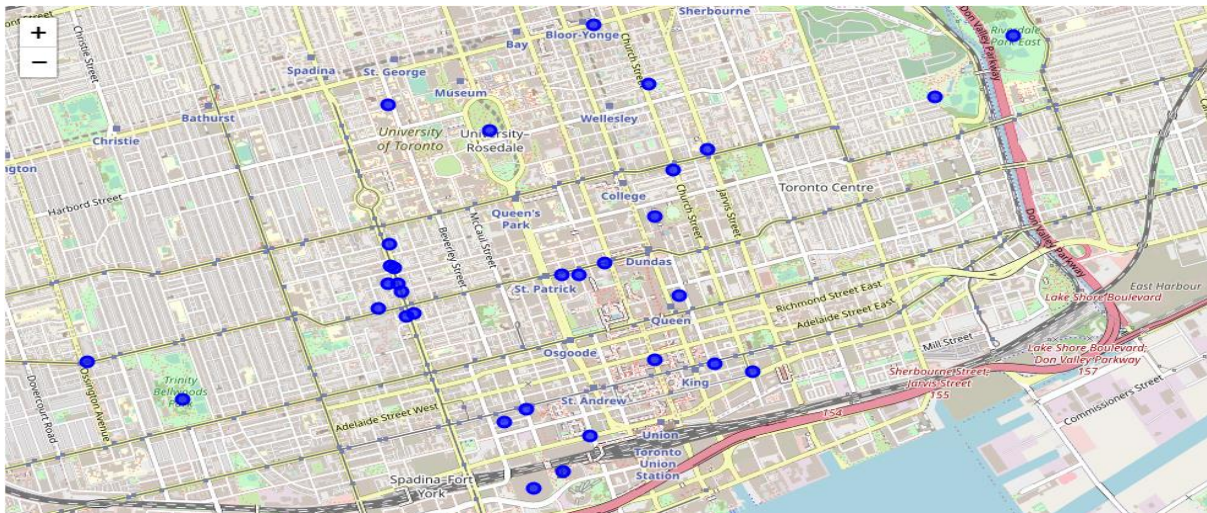 Sherbourne
Don Valley Parkway
Riverdale
Park East
Bloor-Yonge
Bay
Christie Street
Church Street
+
−
Spadina
St. George
Museum
Bathurst
Wellesley
University
of Toronto
University–
Rosedale
Christie
Toronto Centre
Harbord Street
College
Queen's
Park
McCaul Street
Beverley Street
Church Street
Jarvis Street
Don Valley Parkway
Dundas
St. Patrick
Richmond Street East
East Harbour
Lake Shore Boulevard
Adelaide Street East
Queen
Mill Street
Osgoode
Lake Shore Boulevard;
Don Valley Parkway
157
Sherbourne Street;
Jarvis Street
155
King
Trinity
Bellwoods
Dovercourt Road
Ossington Avenue
St. Andrew
Adelaide Street West
154
Commissioners Street
Union
Toronto
Union
Station
Spadina–Fort
York